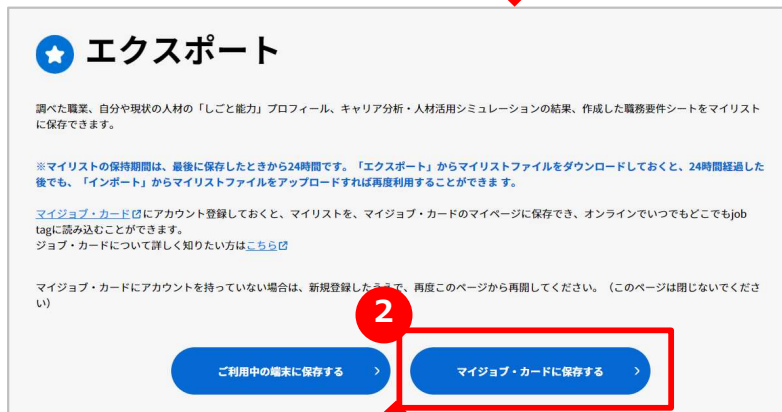 エクスポート
調べた職業、自分や現状の人材の「しごと能力」プロフィール、キャリア分析・人材活用シミュレーションの結果、作成した職務要件シートをマイリスト
に保存できます。
※マイリストの保持期間は、最後に保存したときから24時間です。「エクスポート」からマイリストファイルをダウンロードしておくと、24時間経過した
後でも、「インポート」からマイリストファイルをアップロードすれば再度利用することができます。
マイジョブ・カードにアカウント登録しておくと、マイリストを、マイジョブ・カードのマイページに保存でき、オンラインでいつでもどこでもjob
tagに読み込むことができます。
ジョブ・カードについて詳しく知りたい方はこちら
マイジョブ・カードにアカウントを持っていない場合は、新規登録したうえで、再度このページから再開してください。（このページは閉じないでくださ
い）
2
ご利用中の端末に保存する
マイジョブ・カードに保存する